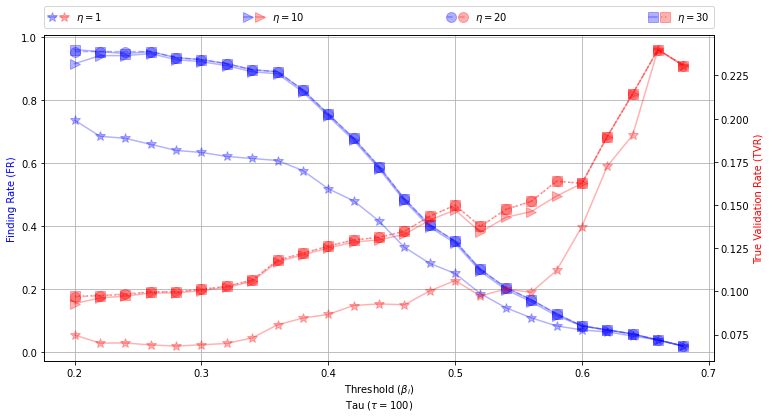 η = 1
η = 10
η = 20
η = 30
1.0
0.8
0.6
0.4
0.2
0.0
Finding Rate (FR)
0.225
0.200
0.175
0.150
0.125
0.100
0.075
True Validation Rate (TVR)
0.2 0.3 0.4 0.5 0.6 0.7
Threshold (βᵢ)
Tau (τ = 100)